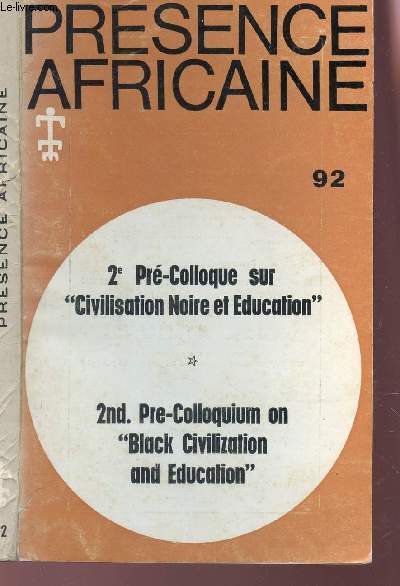 Le-livre.com
PRESENCE
AFRICAINE
92
2e Pré-Colloque sur
"Civilisation Noire et Education"
2nd. Pre-Colloquium on
"Black Civilization
and Education"
PRESENCE AFRICAINE
2